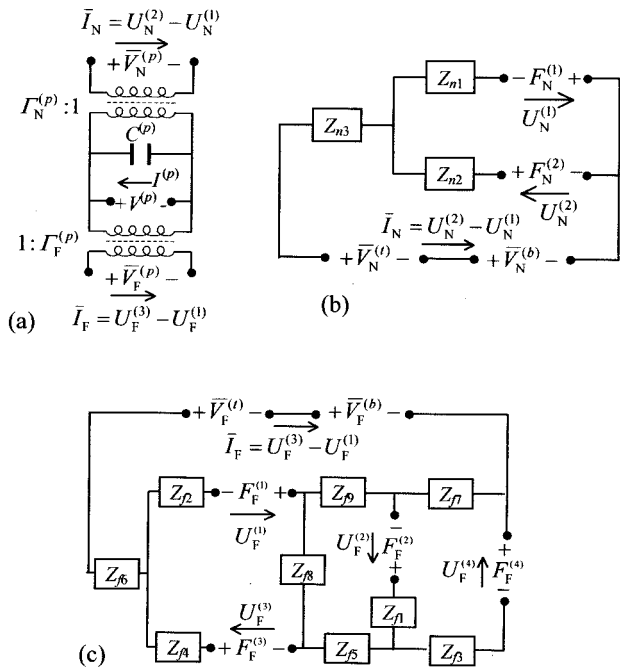 Ī_N = U_N^(2) − U_N^(1)
+ V̄_N^(p) −
Γ_N^(p) :1
C^(p)
I^(p)
+ V^(p) -
1: Γ_F^(p)
+ V̄_F^(p) −
(a)
Ī_F = U_F^(3) − U_F^(1)
Z_n1
− F_N^(1) +
U_N^(1)
Z_n3
Z_n2
+ F_N^(2) −
U_N^(2)
Ī_N = U_N^(2) − U_N^(1)
+ V̄_N^(t) −
+ V̄_N^(b) −
(b)
+ V̄_F^(t) −
+ V̄_F^(b) −
Ī_F = U_F^(3) − U_F^(1)
Z_f2
− F_F^(1) +
U_F^(1)
Z_f9
Z_f7
U_F^(2)
−
F_F^(2)
+
U_F^(4)
+
F_F^(4)
−
Z_f6
Z_f8
Z_f1
U_F^(3)
Z_f4
+ F_F^(3) −
Z_f5
Z_f3
(c)